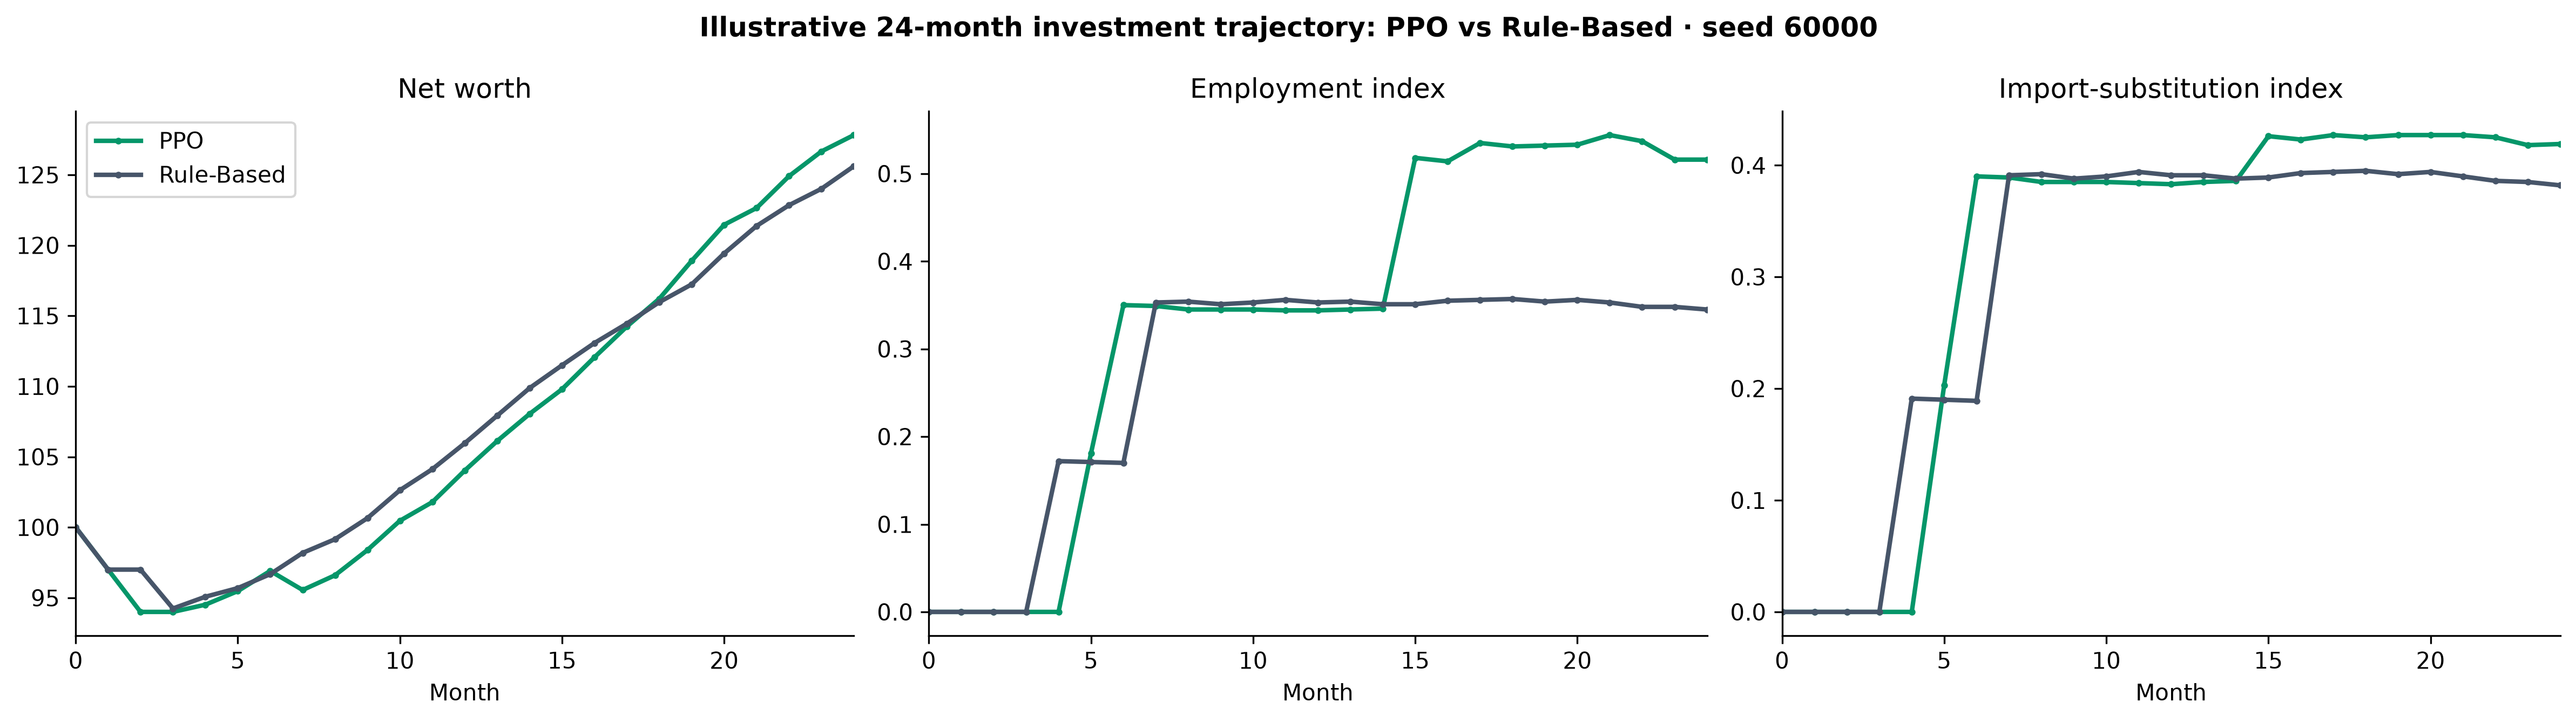 Illustrative 24-month investment trajectory: PPO vs Rule-Based · seed 60000
Net worth
PPO
Rule-Based
125
120
115
110
105
100
95
0 5 10 15 20
Month
Employment index
0.5
0.4
0.3
0.2
0.1
0.0
0 5 10 15 20
Month
Import-substitution index
0.4
0.3
0.2
0.1
0.0
0 5 10 15 20
Month